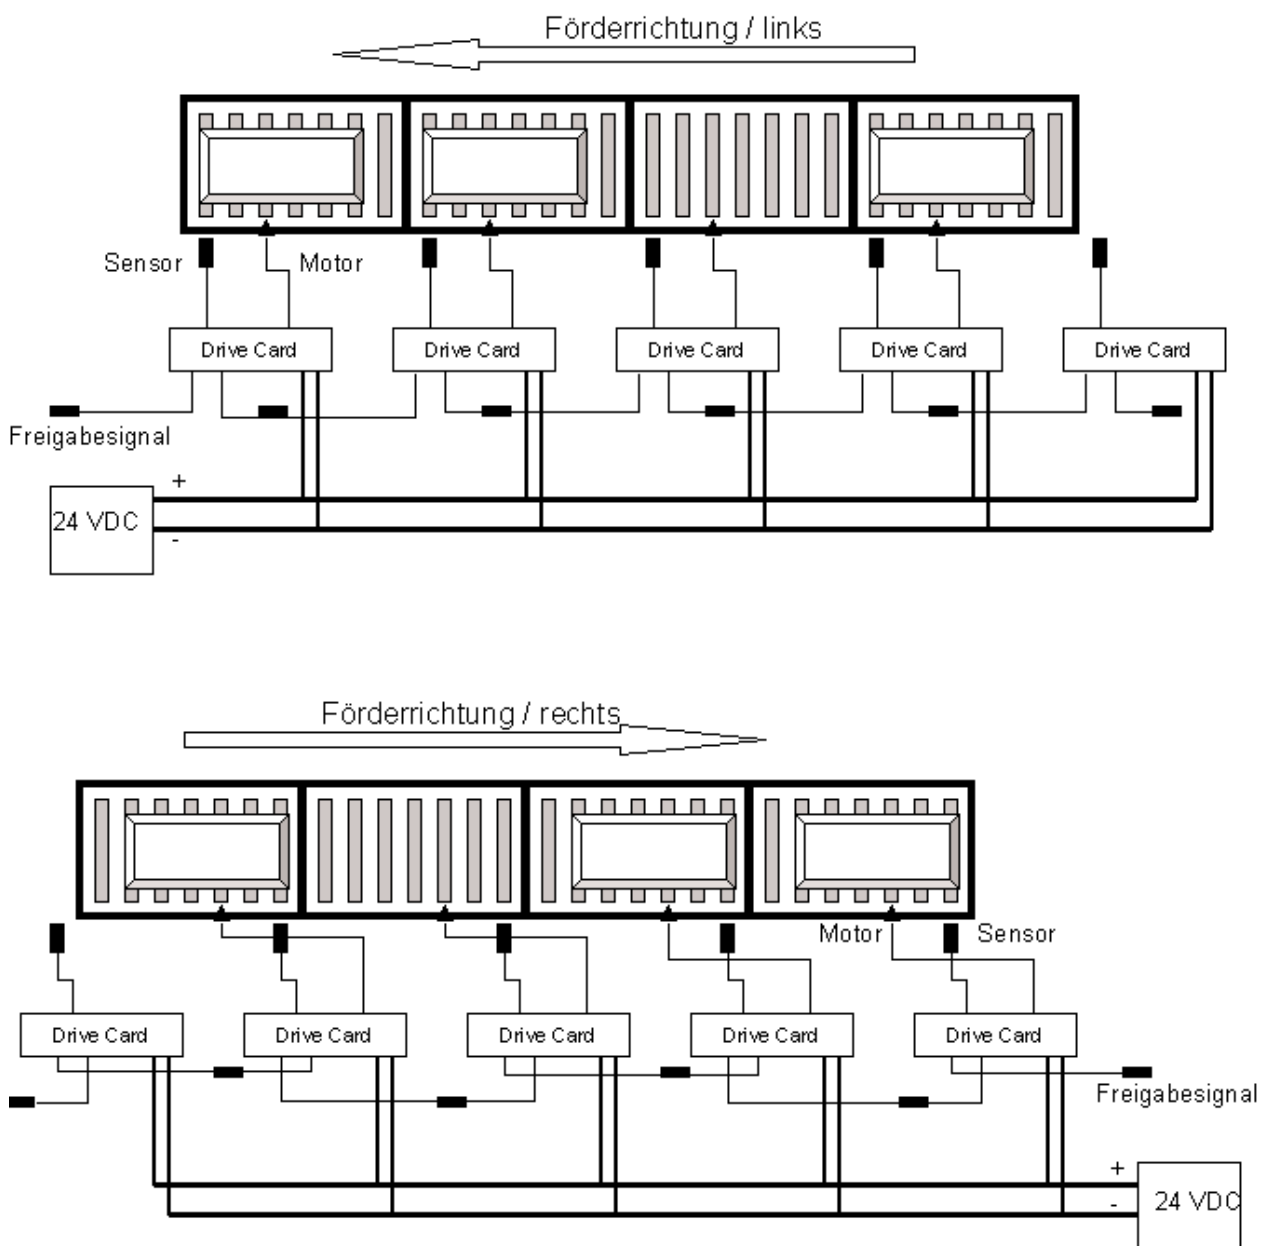 Förderrichtung / links
Sensor
Motor
Drive Card
Drive Card
Drive Card
Drive Card
Drive Card
Freigabesignal
+
24 VDC
-
Förderrichtung / rechts
Motor
Sensor
Drive Card
Drive Card
Drive Card
Drive Card
Drive Card
Freigabesignal
+
-
24 VDC